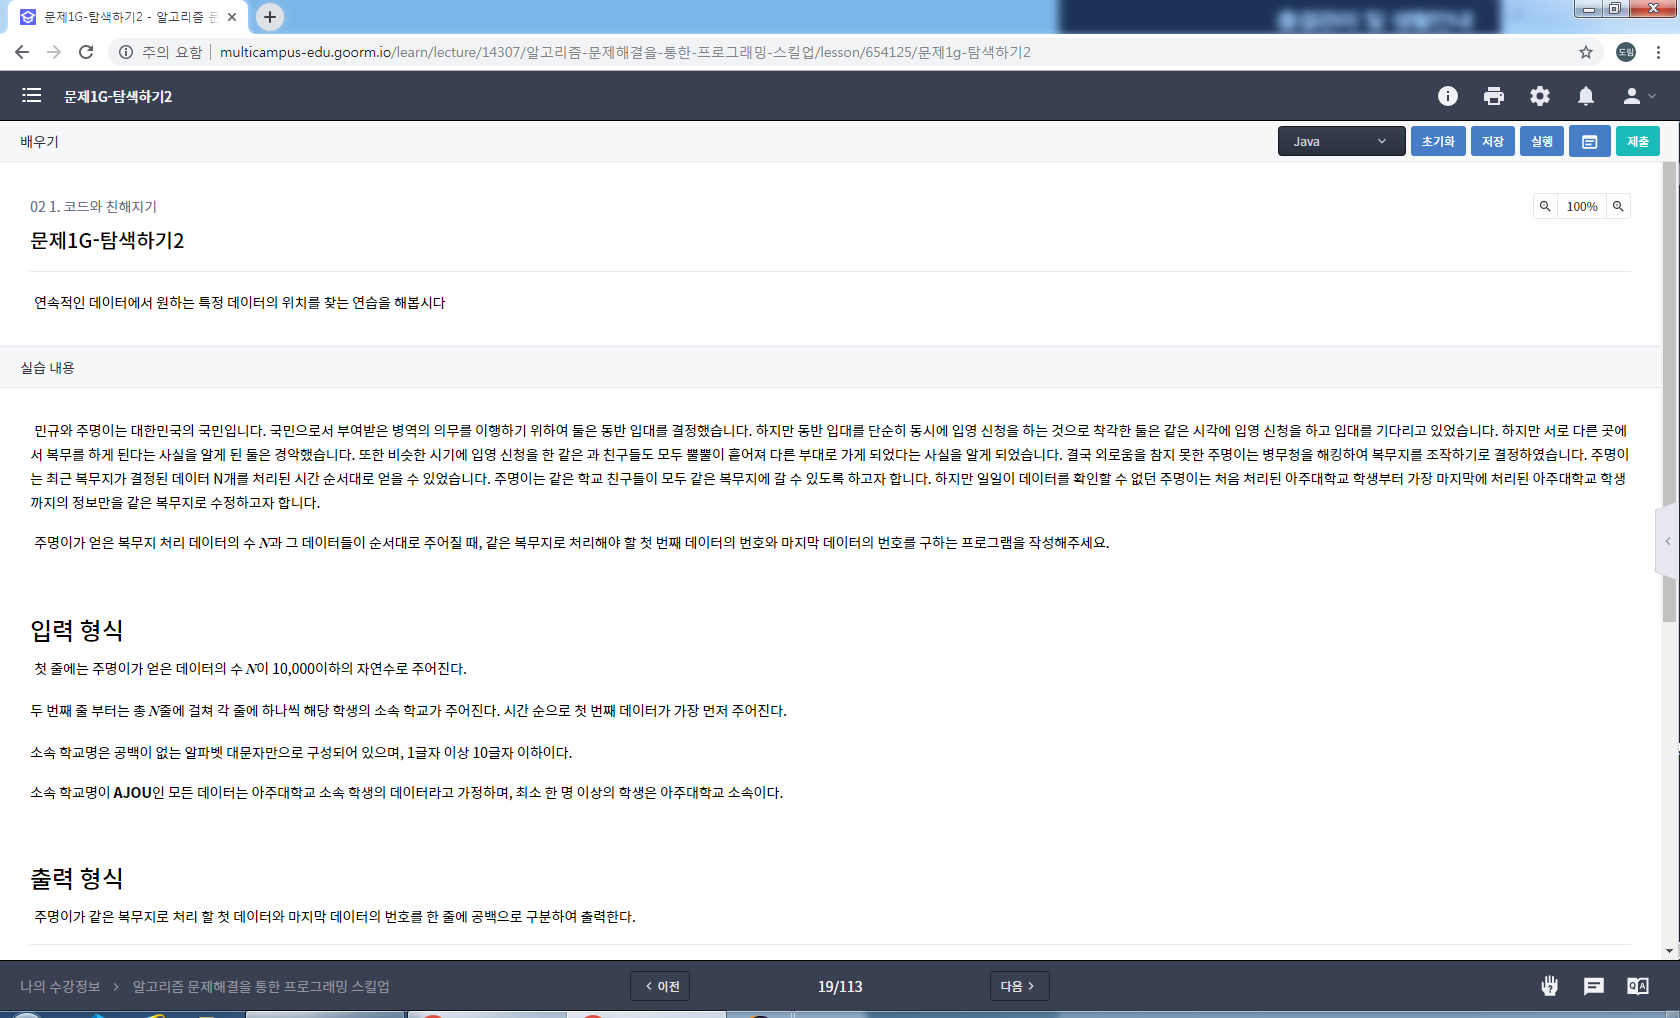 문제1G-탐색하기2 - 알고리즘 문
주의 요함
multicampus-edu.goorm.io/learn/lecture/14307/알고리즘-문제해결을-통한-프로그래밍-스킬업/lesson/654125/문제1g-탐색하기2
도림
문제1G-탐색하기2
배우기
Java
초기화
저장
실행
제출
02 1. 코드와 친해지기
100%
문제1G-탐색하기2
연속적인 데이터에서 원하는 특정 데이터의 위치를 찾는 연습을 해봅시다
실습 내용
민규와 주명이는 대한민국의 국민입니다. 국민으로서 부여받은 병역의 의무를 이행하기 위하여 둘은 동반 입대를 결정했습니다. 하지만 동반 입대를 단순히 동시에 입영 신청을 하는 것으로 착각한 둘은 같은 시각에 입영 신청을 하고 입대를 기다리고 있었습니다. 하지만 서로 다른 곳에
서 복무를 하게 된다는 사실을 알게 된 둘은 경악했습니다. 또한 비슷한 시기에 입영 신청을 한 같은 과 친구들도 모두 뿔뿔이 흩어져 다른 부대로 가게 되었다는 사실을 알게 되었습니다. 결국 외로움을 참지 못한 주명이는 병무청을 해킹하여 복무지를 조작하기로 결정하였습니다. 주명이
는 최근 복무지가 결정된 데이터 N개를 처리된 시간 순서대로 얻을 수 있었습니다. 주명이는 같은 학교 친구들이 모두 같은 복무지에 갈 수 있도록 하고자 합니다. 하지만 일일이 데이터를 확인할 수 없던 주명이는 처음 처리된 아주대학교 학생부터 가장 마지막에 처리된 아주대학교 학생
까지의 정보만을 같은 복무지로 수정하고자 합니다.
주명이가 얻은 복무지 처리 데이터의 수 N과 그 데이터들이 순서대로 주어질 때, 같은 복무지로 처리해야 할 첫 번째 데이터의 번호와 마지막 데이터의 번호를 구하는 프로그램을 작성해주세요.
입력 형식
첫 줄에는 주명이가 얻은 데이터의 수 N이 10,000이하의 자연수로 주어진다.
두 번째 줄 부터는 총 N줄에 걸쳐 각 줄에 하나씩 해당 학생의 소속 학교가 주어진다. 시간 순으로 첫 번째 데이터가 가장 먼저 주어진다.
소속 학교명은 공백이 없는 알파벳 대문자만으로 구성되어 있으며, 1글자 이상 10글자 이하이다.
소속 학교명이 AJOU인 모든 데이터는 아주대학교 소속 학생의 데이터라고 가정하며, 최소 한 명 이상의 학생은 아주대학교 소속이다.
출력 형식
주명이가 같은 복무지로 처리 할 첫 데이터와 마지막 데이터의 번호를 한 줄에 공백으로 구분하여 출력한다.
나의 수강정보 > 알고리즘 문제해결을 통한 프로그래밍 스킬업
< 이전
19/113
다음 >
Q A